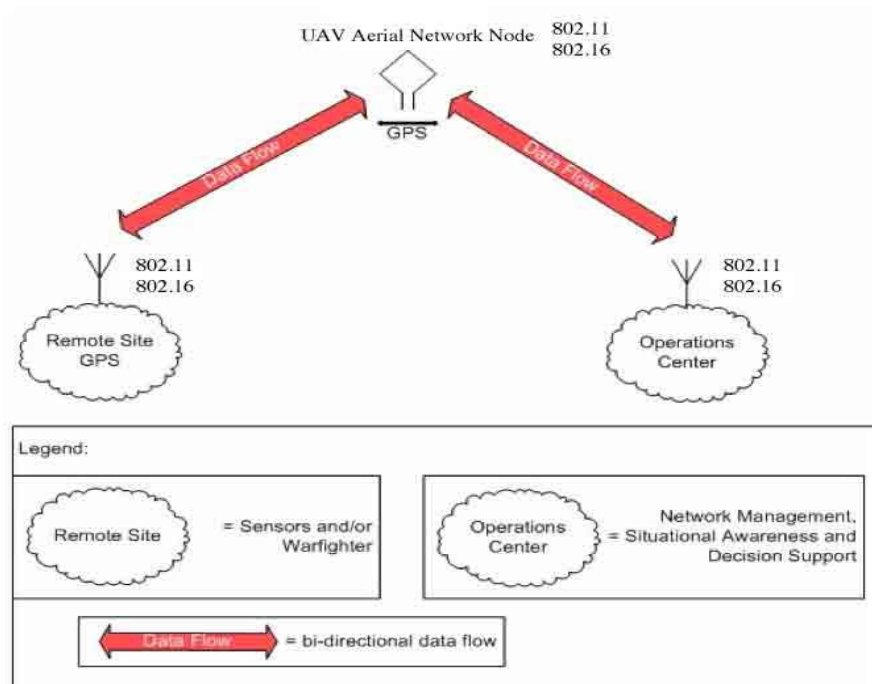 UAV Aerial Network Node
802.11
802.16
GPS
Data Flow
Data Flow
802.11
802.16
Remote Site
GPS
802.11
802.16
Operations
Center
Legend:
Remote Site
= Sensors and/or
Warfighter
Operations
Center
Network Management,
= Situational Awareness and
Decision Support
Data Flow
= bi-directional data flow